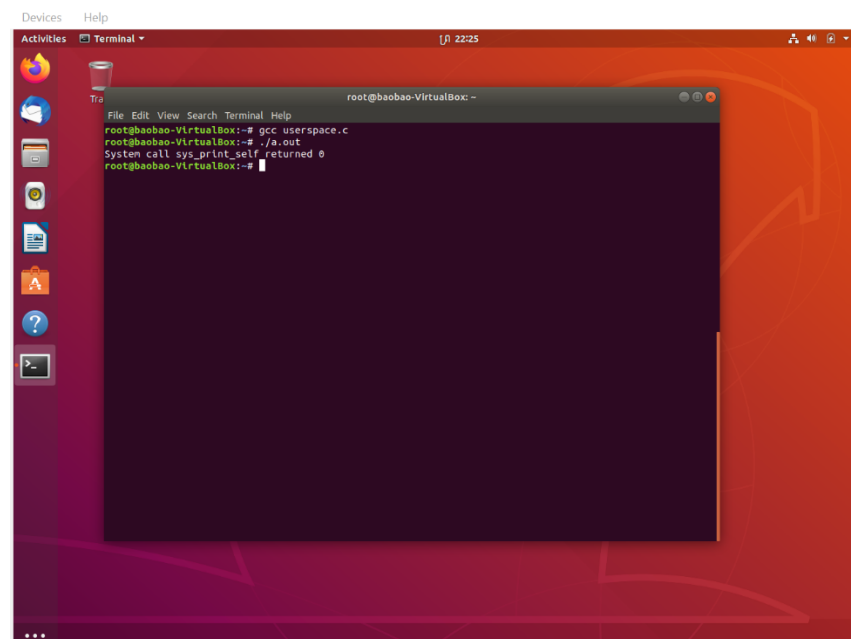 Devices Help
Activities Terminal 22:25
Tra
root@baobao-VirtualBox: ~
File Edit View Search Terminal Help
root@baobao-VirtualBox:~# gcc userspace.c
root@baobao-VirtualBox:~# ./a.out
System call sys_print_self returned 0
root@baobao-VirtualBox:~#